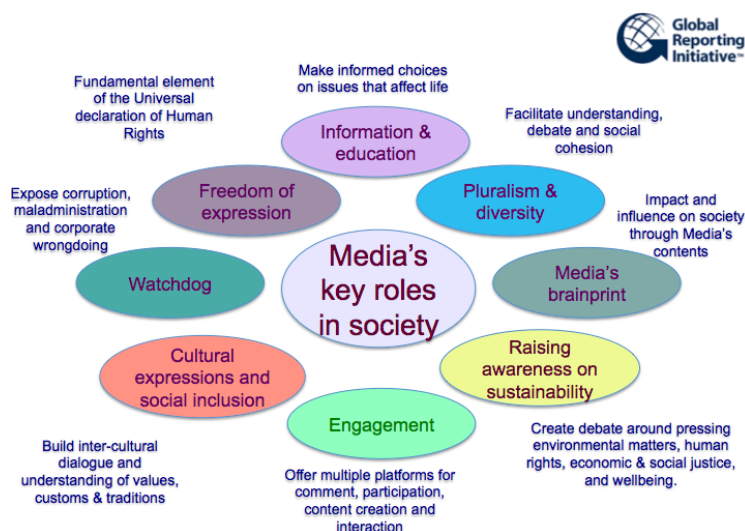 Global
Reporting
Initiative™
Fundamental element
of the Universal
declaration of Human
Rights
Make informed choices
on issues that affect life
Facilitate understanding,
debate and social
cohesion
Information &
education
Freedom of
expression
Pluralism &
diversity
Expose corruption,
maladministration
and corporate
wrongdoing
Impact and
influence on society
through Media's
contents
Watchdog
Media's
key roles
in society
Media's
brainprint
Cultural
expressions and
social inclusion
Raising
awareness on
sustainability
Engagement
Build inter-cultural
dialogue and
understanding of values,
customs & traditions
Offer multiple platforms for
comment, participation,
content creation and
interaction
Create debate around pressing
environmental matters, human
rights, economic & social justice,
and wellbeing.